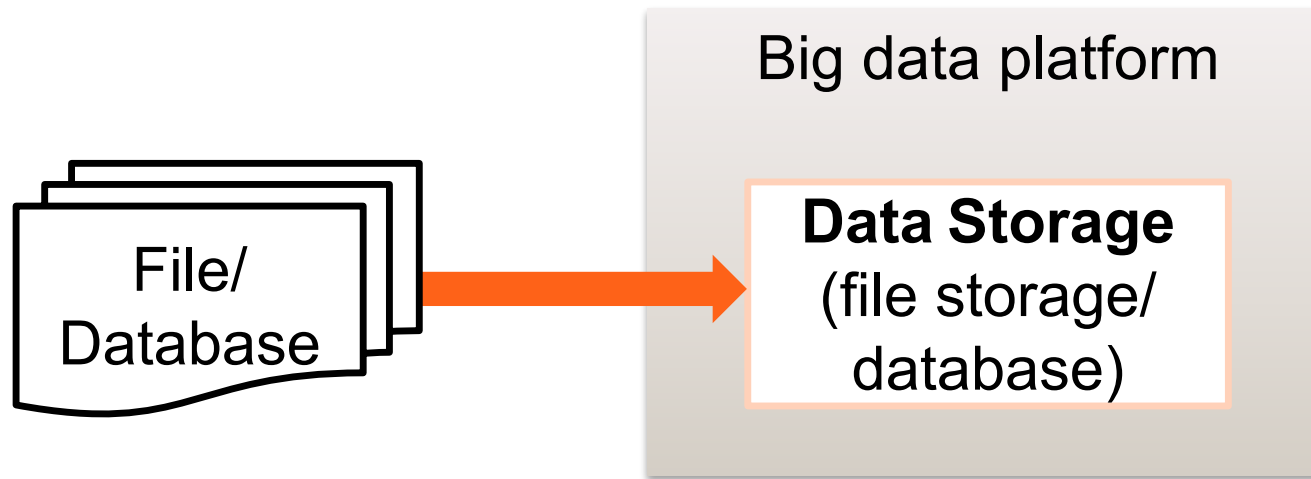 Big data platform
File/
Database
Data Storage
(file storage/
database)